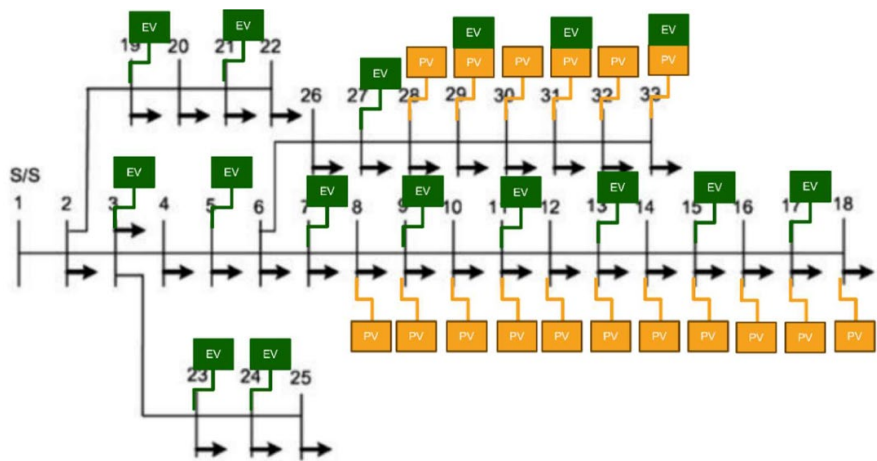 EV EV
19 20 21 22
EV EV EV
EV PV PV PV PV PV PV
26 27 28 29 30 31 32 33
S/S EV EV EV EV EV EV EV EV
1 2 3 4 5 6 7 8 9 10 11 12 13 14 15 16 17 18
PV PV PV PV PV PV PV PV PV PV PV
EV EV
23 24 25